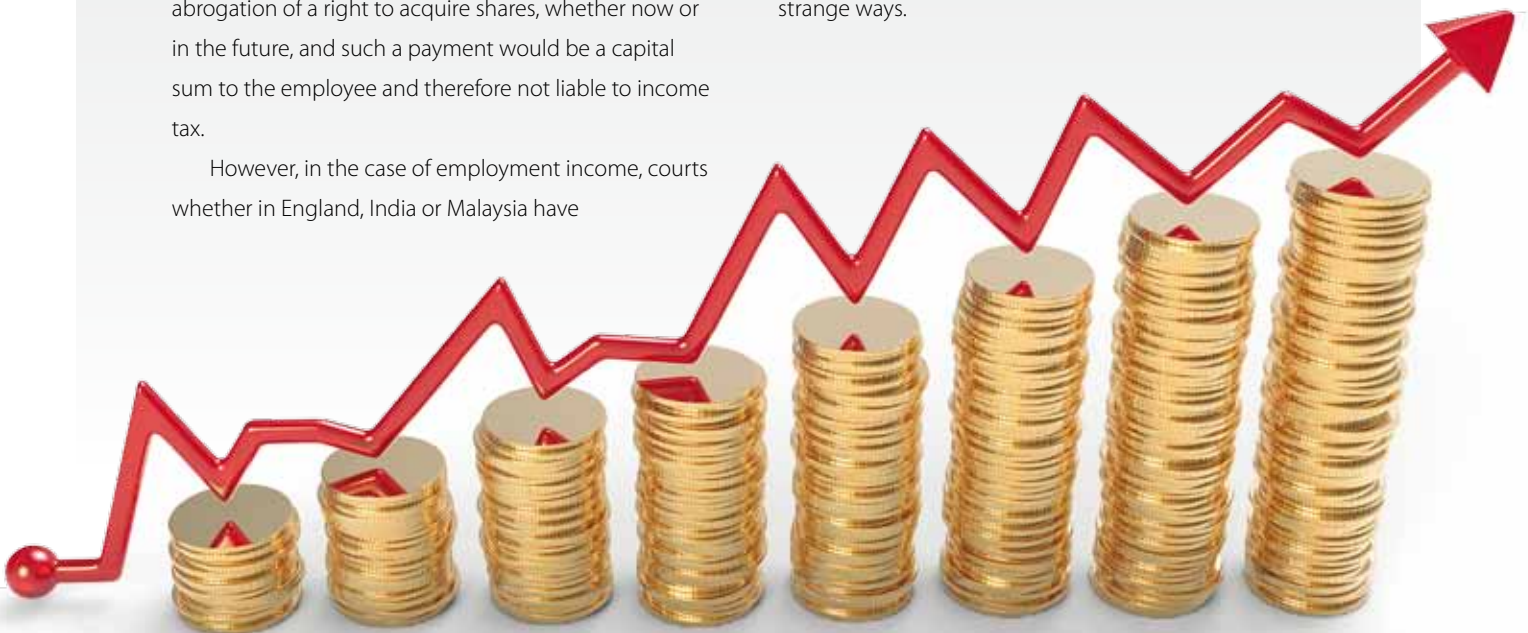 abrogation of a right to acquire shares, whether now or
in the future, and such a payment would be a capital
sum to the employee and therefore not liable to income
tax.
However, in the case of employment income, courts
whether in England, India or Malaysia have
strange ways.